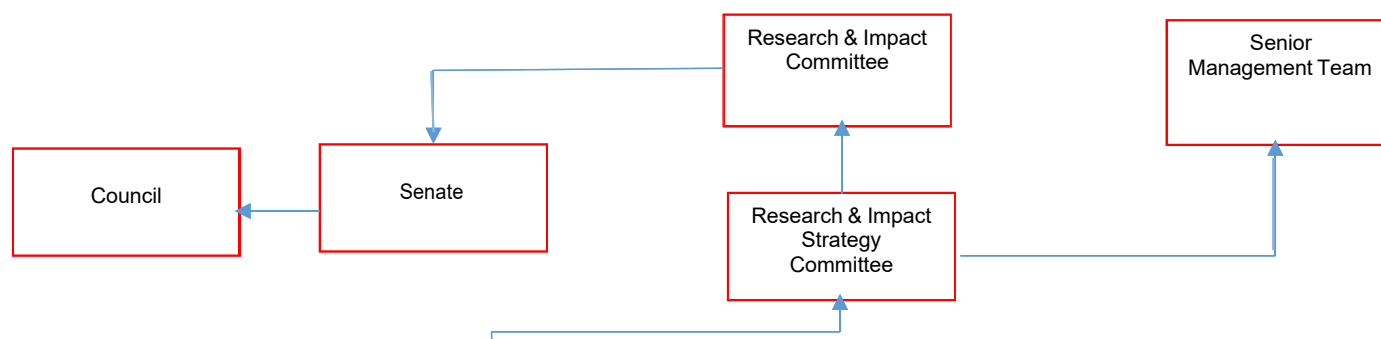 Research & Impact
Committee
Senior
Management Team
Council
Senate
Research & Impact
Strategy
Committee